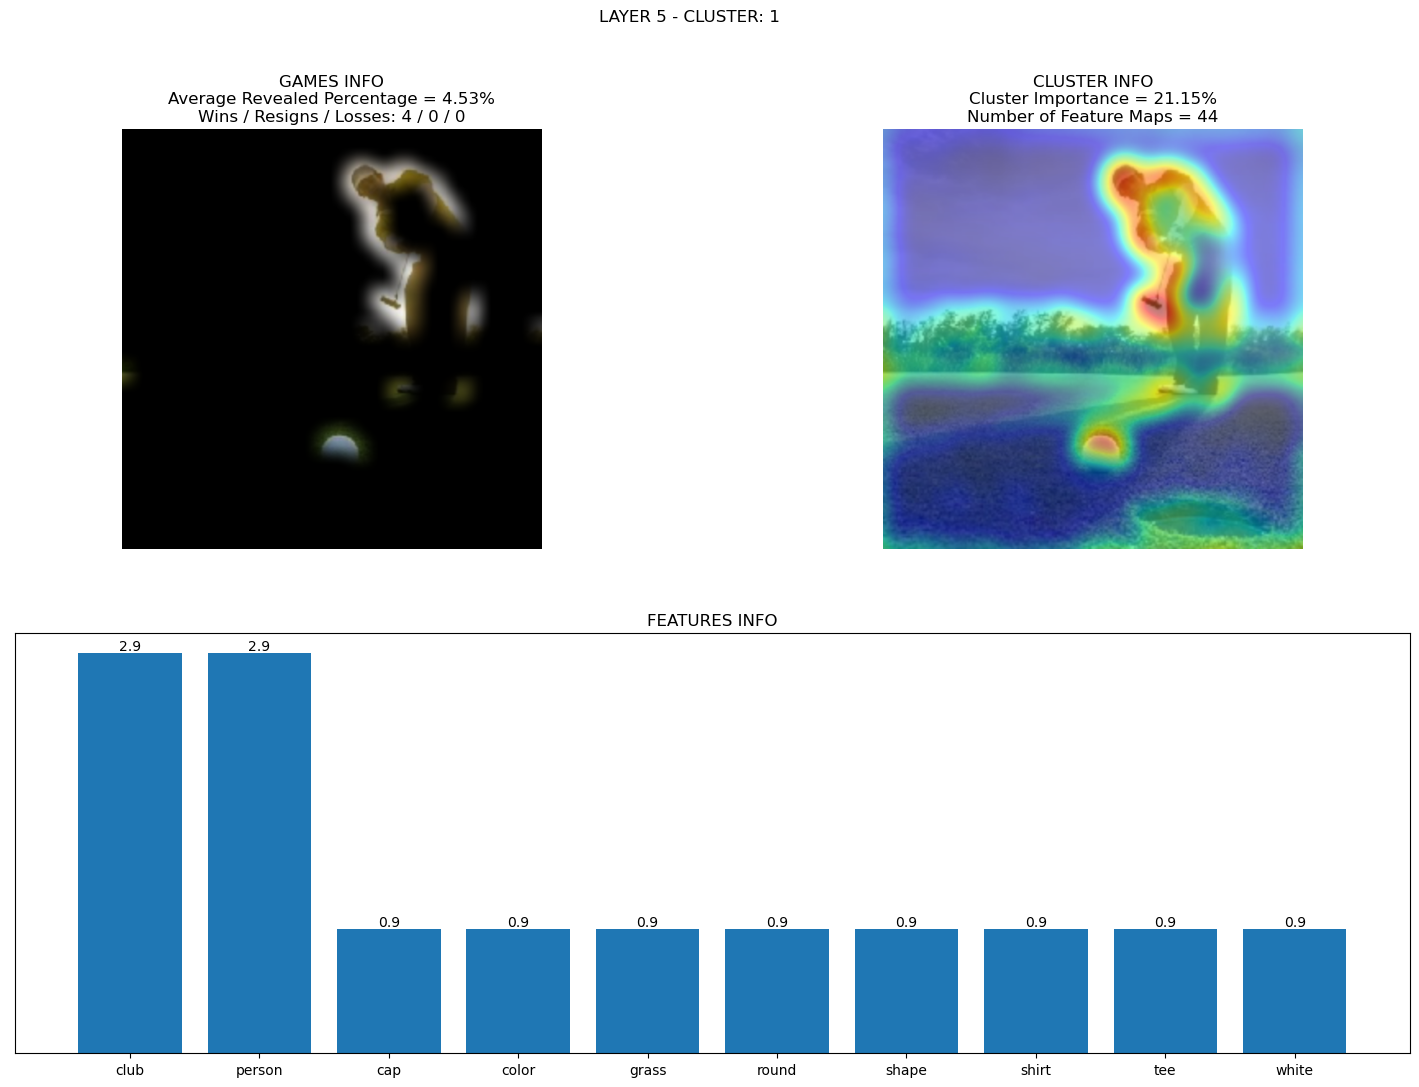 LAYER 5 - CLUSTER: 1
GAMES INFO
Average Revealed Percentage = 4.53%
Wins / Resigns / Losses: 4 / 0 / 0
CLUSTER INFO
Cluster Importance = 21.15%
Number of Feature Maps = 44
FEATURES INFO
2.9 2.9 0.9 0.9 0.9 0.9 0.9 0.9 0.9 0.9
club person cap color grass round shape shirt tee white